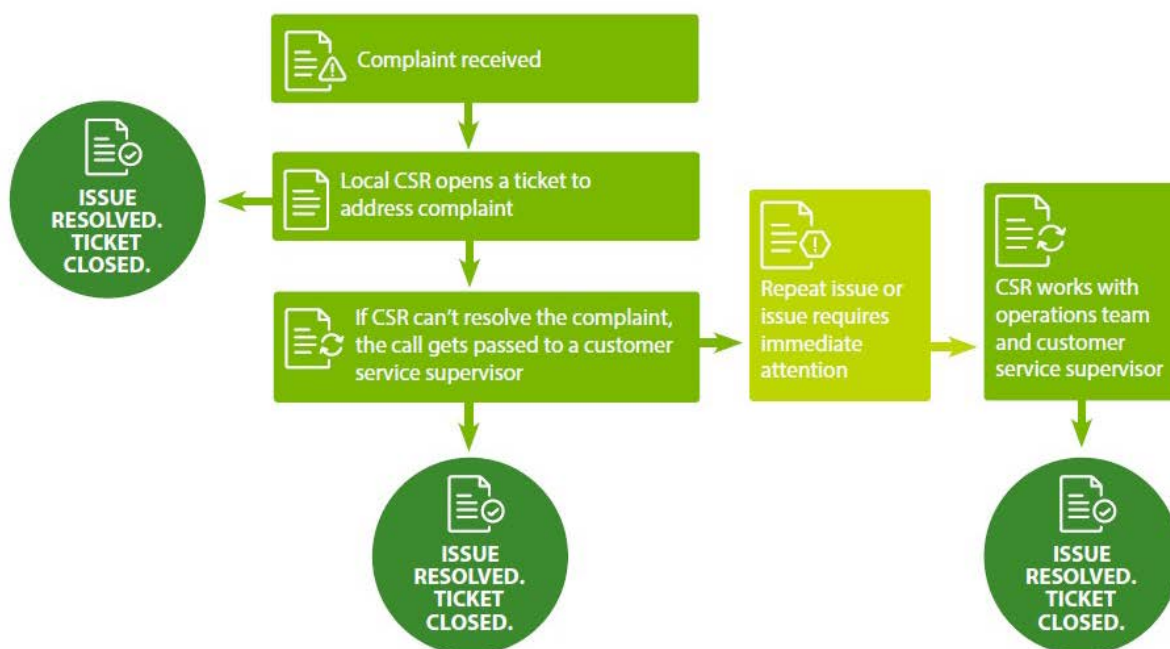 Complaint received
ISSUE
RESOLVED.
TICKET
CLOSED.
Local CSR opens a ticket to
address complaint
If CSR can't resolve the complaint,
the call gets passed to a customer
service supervisor
Repeat issue or
issue requires
immediate
attention
CSR works with
operations team
and customer
service supervisor
ISSUE
RESOLVED.
TICKET
CLOSED.
ISSUE
RESOLVED.
TICKET
CLOSED.